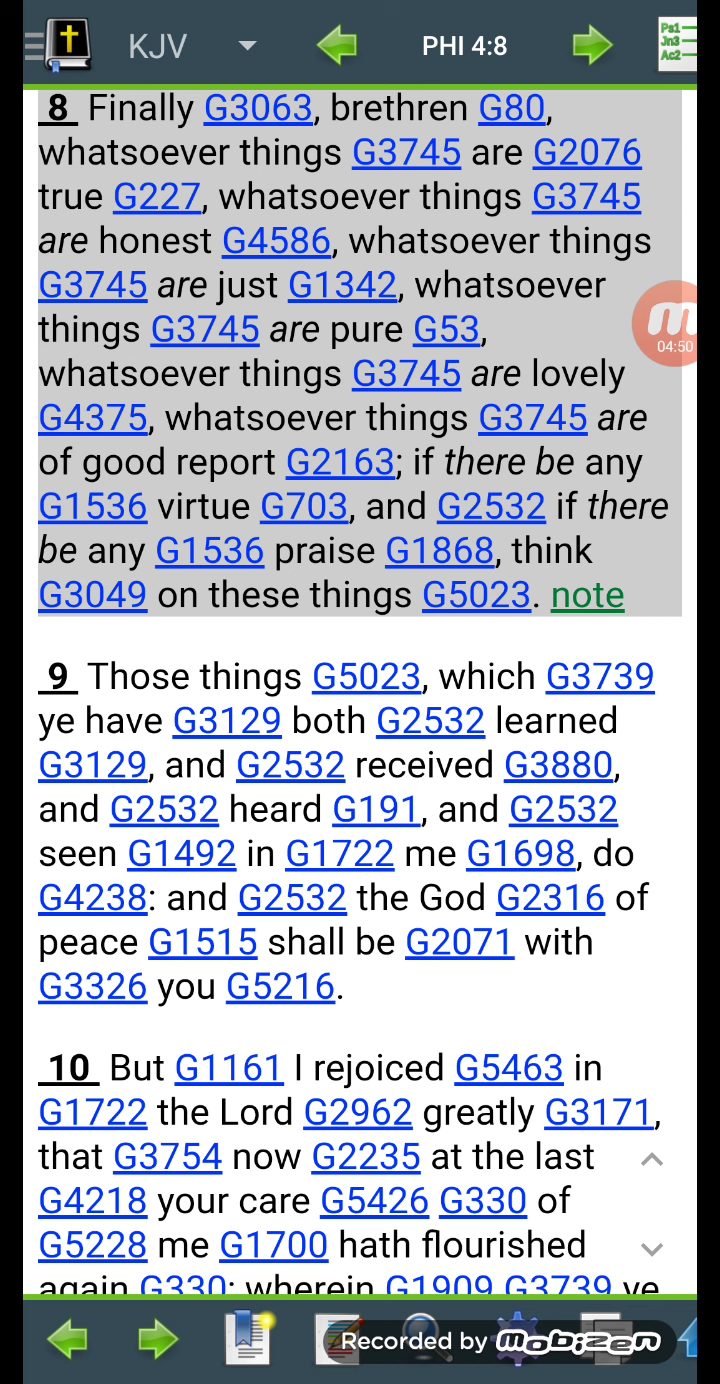 KJV PHI 4:8 Ps1
Jn3
Ac2
8 Finally G3063, brethren G80,
whatsoever things G3745 are G2076
true G227, whatsoever things G3745
are honest G4586, whatsoever things
G3745 are just G1342, whatsoever
things G3745 are pure G53,
04:50
whatsoever things G3745 are lovely
G4375, whatsoever things G3745 are
of good report G2163; if there be any
G1536 virtue G703, and G2532 if there
be any G1536 praise G1868, think
G3049 on these things G5023. note
9 Those things G5023, which G3739
ye have G3129 both G2532 learned
G3129, and G2532 received G3880,
and G2532 heard G191, and G2532
seen G1492 in G1722 me G1698, do
G4238: and G2532 the God G2316 of
peace G1515 shall be G2071 with
G3326 you G5216.
10 But G1161 I rejoiced G5463 in
G1722 the Lord G2962 greatly G3171,
that G3754 now G2235 at the last
G4218 your care G5426 G330 of
G5228 me G1700 hath flourished
again G330: wherein G1909 G3739 ye
Recorded by Mobizen